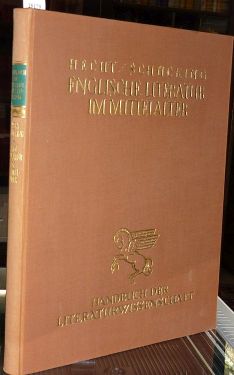 HECHT / SCHÜCKING
ENGLISCHE LITERATUR
IM MITTELALTER
HANDBUCH DER
LITERATURWISSENSCHAFT